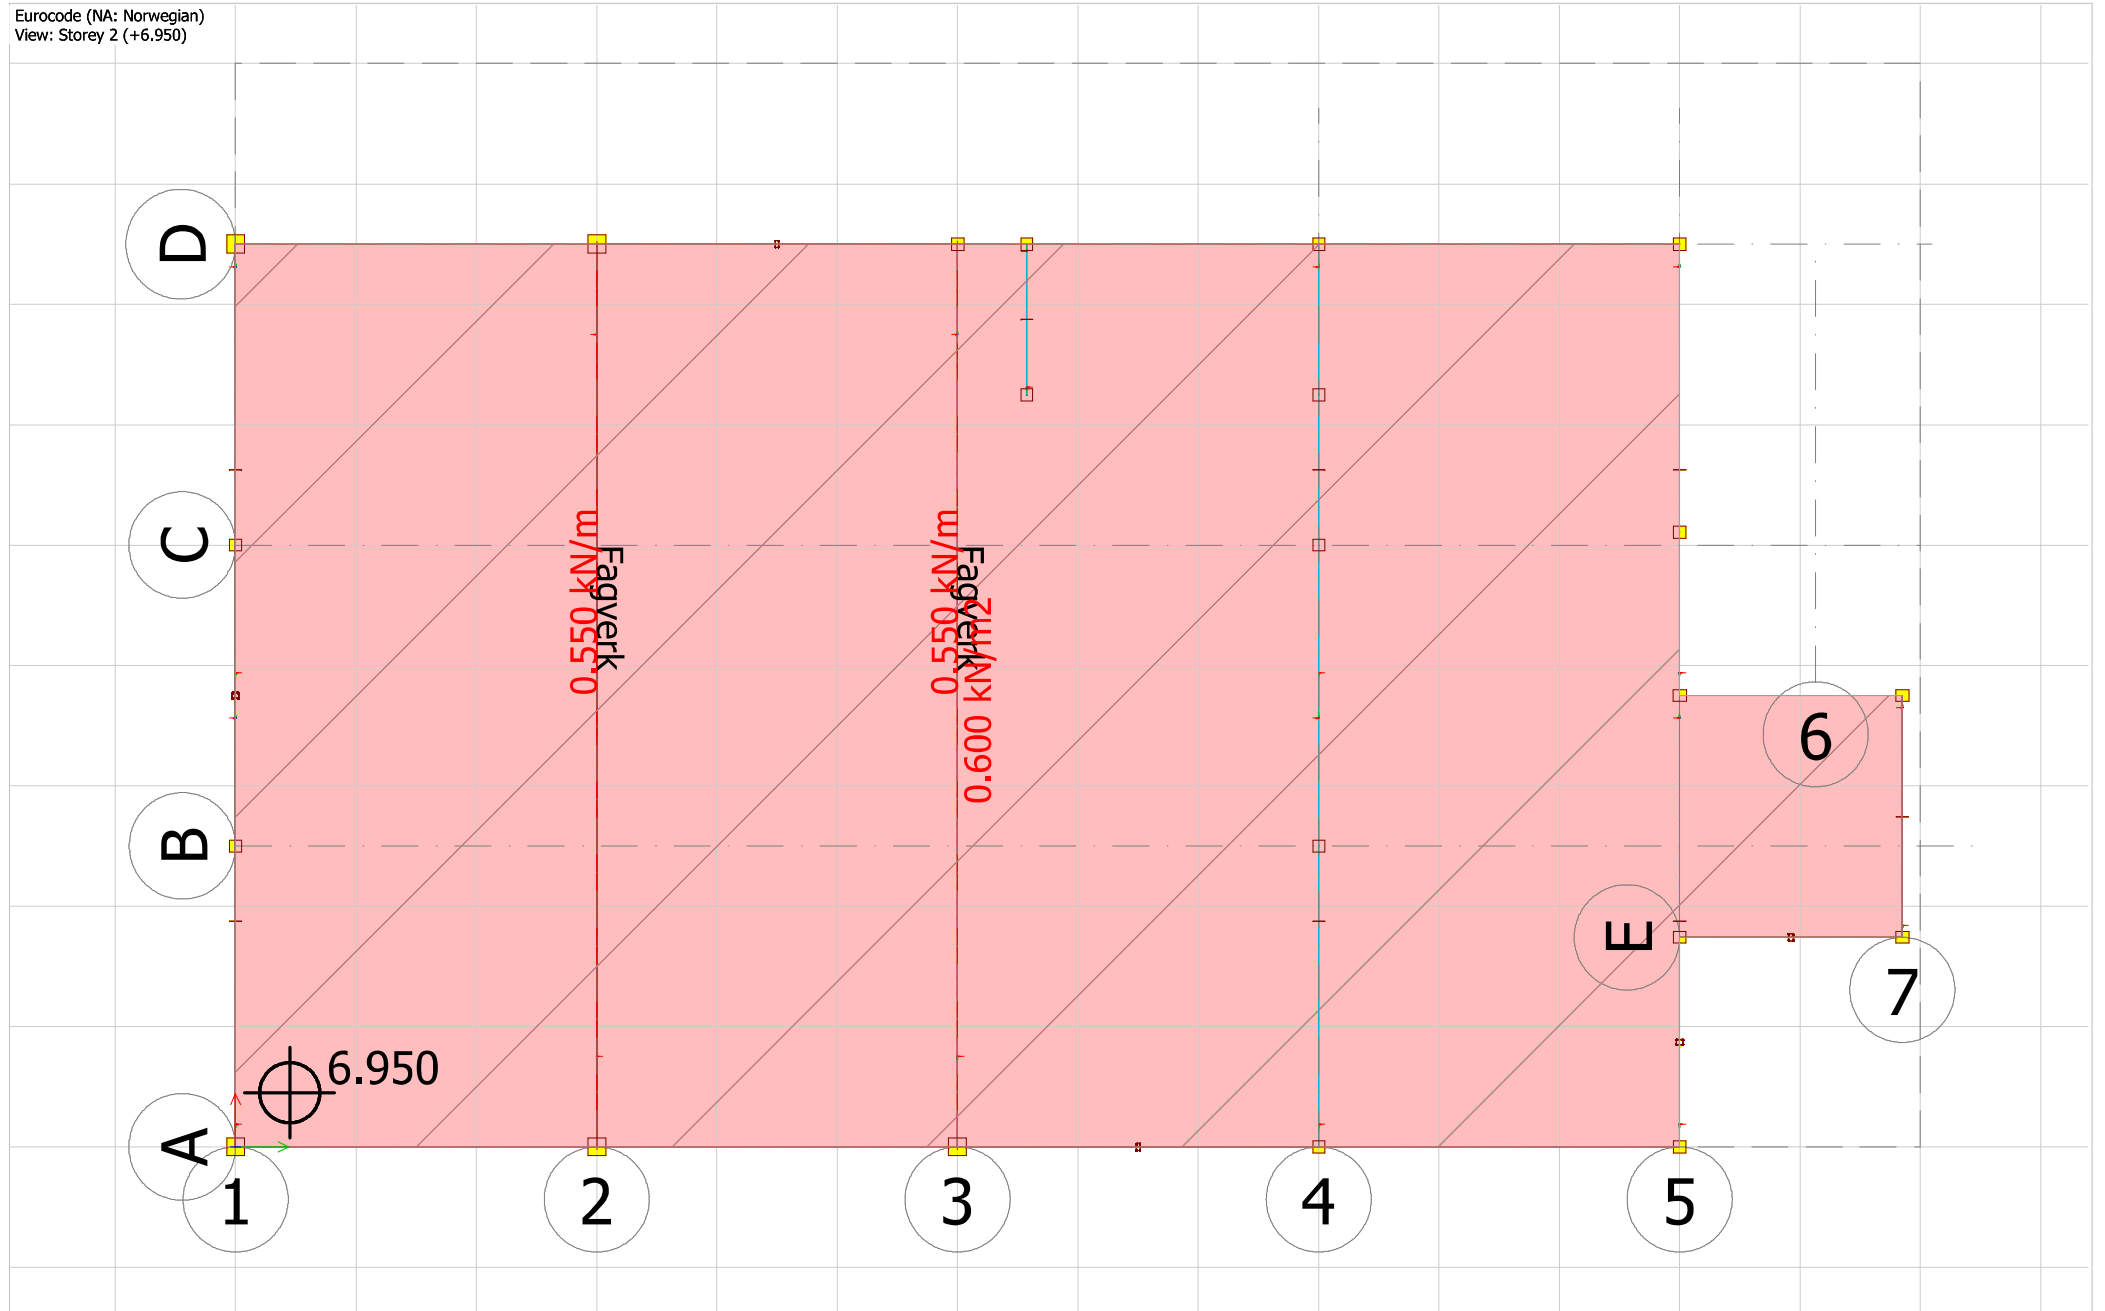 Eurocode (NA: Norwegian)
View: Storey 2 (+6.950)
D
C
B
A
0.550 kN/m
Fagverk
0.550 kN/m
Fagverk
0.600 kN/m2
6
E
7
6.950
1
2
3
4
5